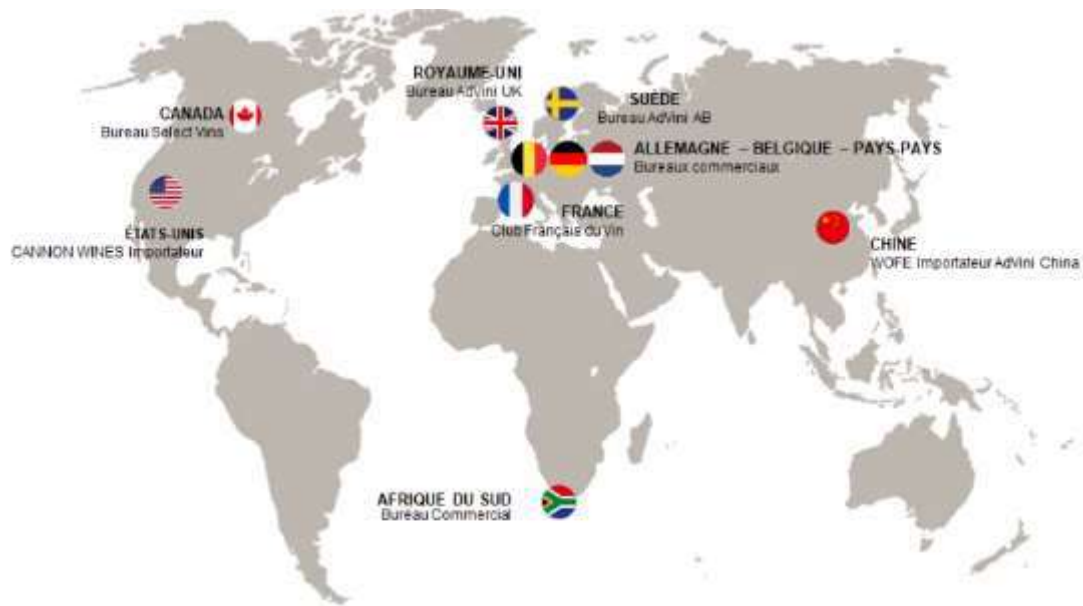 ROYAUME-UNI
Bureau AdVini UK
CANADA
Bureau Select Vins
SUÈDE
Bureau AdVini AB
ALLEMAGNE – BELGIQUE – PAYS-PAYS
Bureaux commerciaux
ÉTATS-UNIS
CANNON WINES Importateur
FRANCE
Club Français du Vin
CHINE
WOFE Importateur AdVini China
AFRIQUE DU SUD
Bureau Commercial